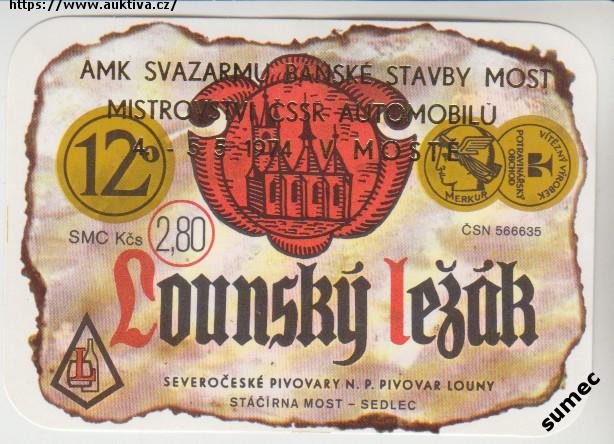 https://www.auktiva.cz/
AMK SVAZARMU BAŇSKÉ STAVBY MOST
MISTROVSTVÍ ČSSR AUTOMOBILŮ
4. - 5. 5. 1974 V MOSTĚ
12°
MERKUR
POTRAVINÁŘSKÝ OBCHOD
VÍTĚZNÝ VÝROBEK
SMC Kčs 2,80
ČSN 566635
Lounský ležák
L
SEVEROČESKÉ PIVOVARY N. P. PIVOVAR LOUNY
STÁČÍRNA MOST – SEDLEC
sumec